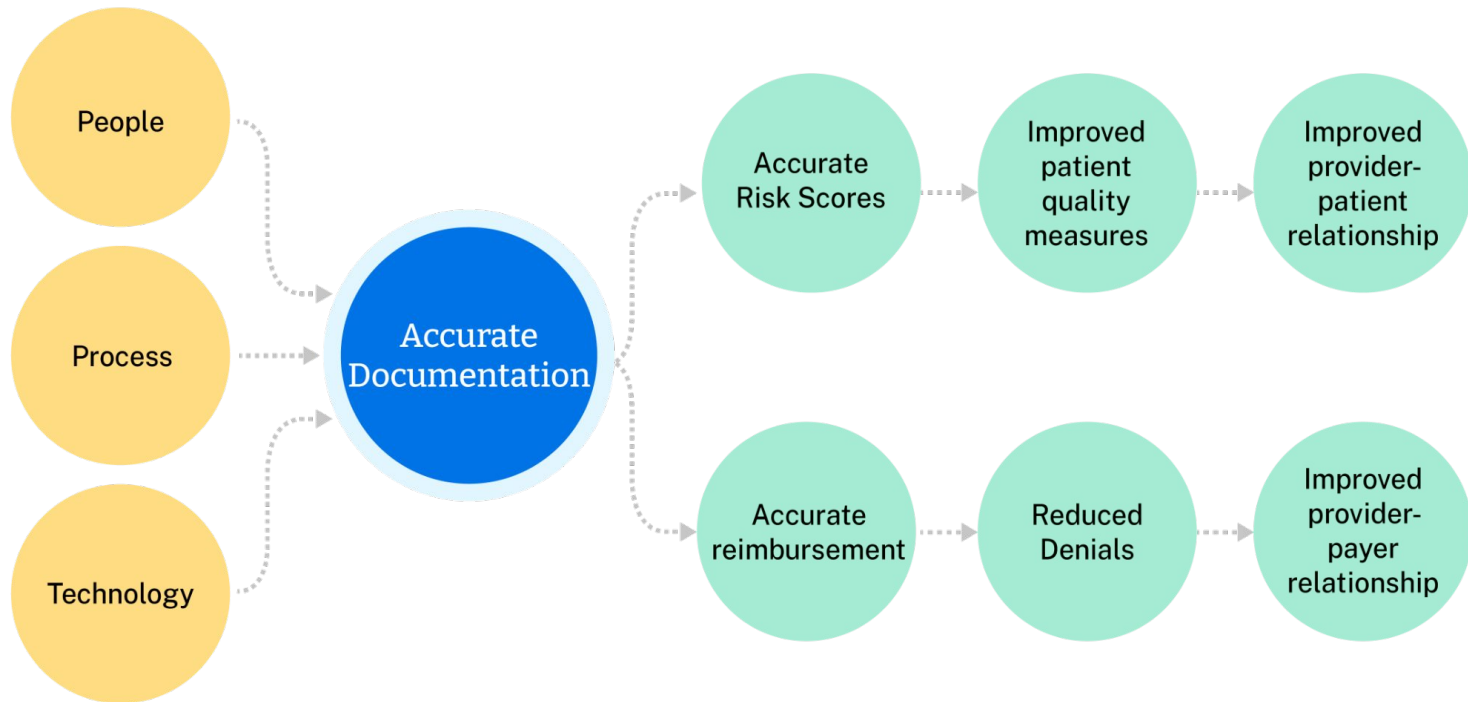 People
Process
Technology
Accurate
Documentation
Accurate
Risk Scores
Improved
patient
quality
measures
Improved
provider-
patient
relationship
Accurate
reimbursement
Reduced
Denials
Improved
provider-
payer
relationship